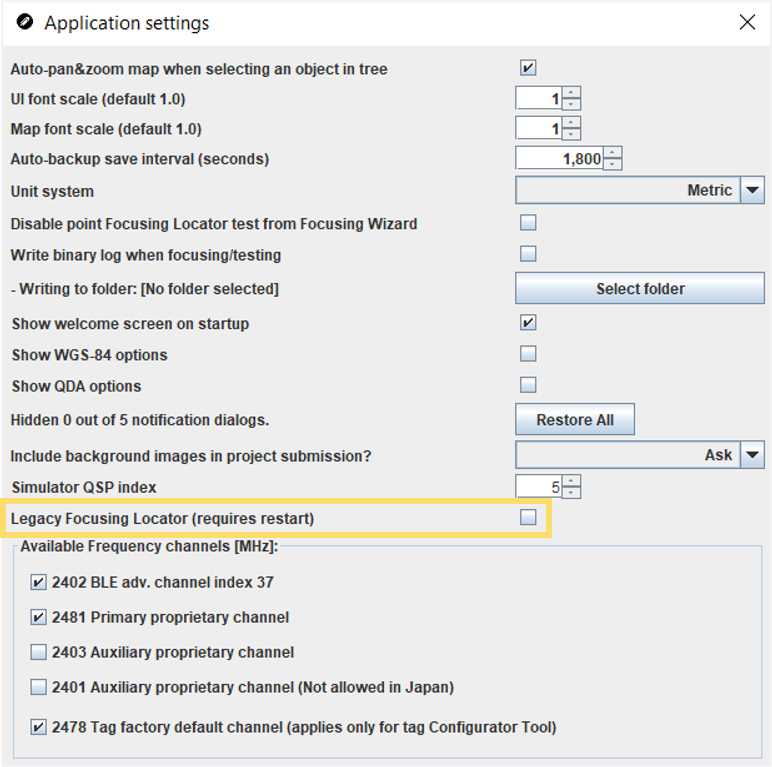 Application settings
Auto-pan&zoom map when selecting an object in tree
UI font scale (default 1.0) 1
Map font scale (default 1.0) 1
Auto-backup save interval (seconds) 1,800
Unit system Metric
Disable point Focusing Locator test from Focusing Wizard
Write binary log when focusing/testing
- Writing to folder: [No folder selected] Select folder
Show welcome screen on startup
Show WGS-84 options
Show QDA options
Hidden 0 out of 5 notification dialogs. Restore All
Include background images in project submission? Ask
Simulator QSP index 5
Legacy Focusing Locator (requires restart)
Available Frequency channels [MHz]:
2402 BLE adv. channel index 37
2481 Primary proprietary channel
2403 Auxiliary proprietary channel
2401 Auxiliary proprietary channel (Not allowed in Japan)
2478 Tag factory default channel (applies only for tag Configurator Tool)